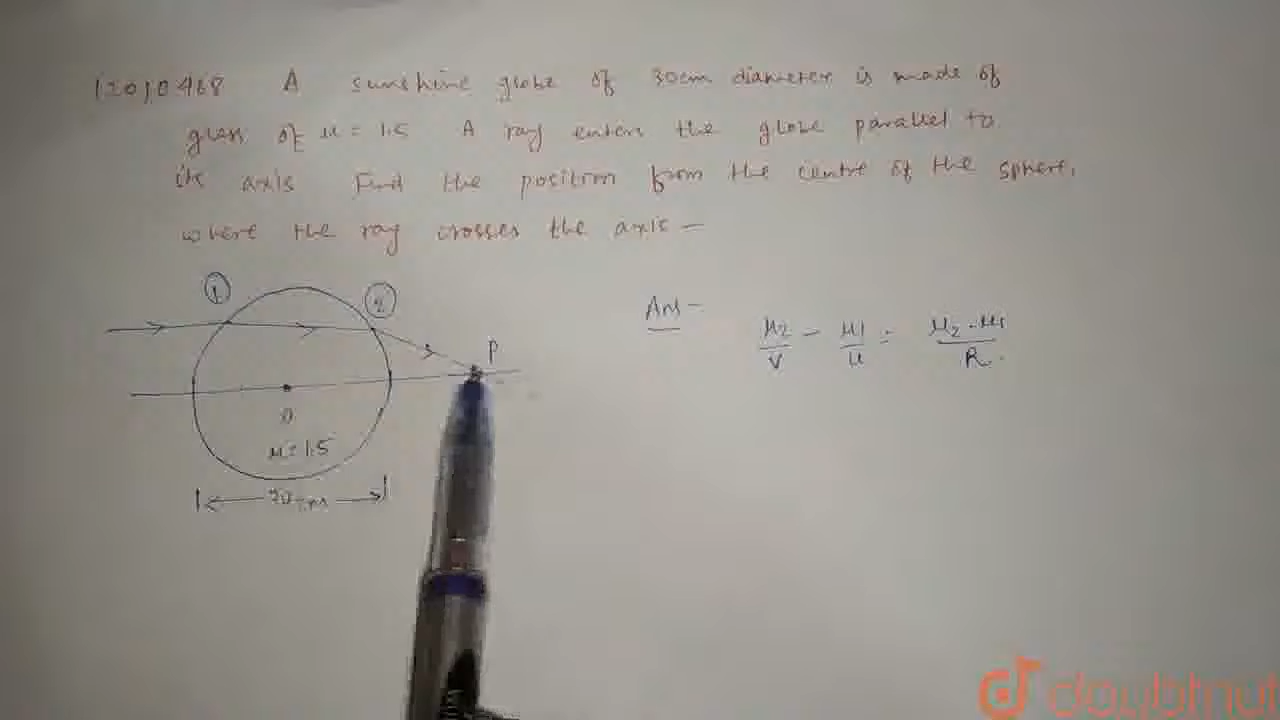 12010468 A sunshine globe of 30cm diameter is made of
glass of μ = 1.5 A ray enters the globe parallel to
its axis Find the position from the centre of the sphere,
where the ray crosses the axis —
① ②
P
O
μ = 1.5
30cm
Ans -
μ2/v - μ1/u = μ2 - μ1/R
doubtnut